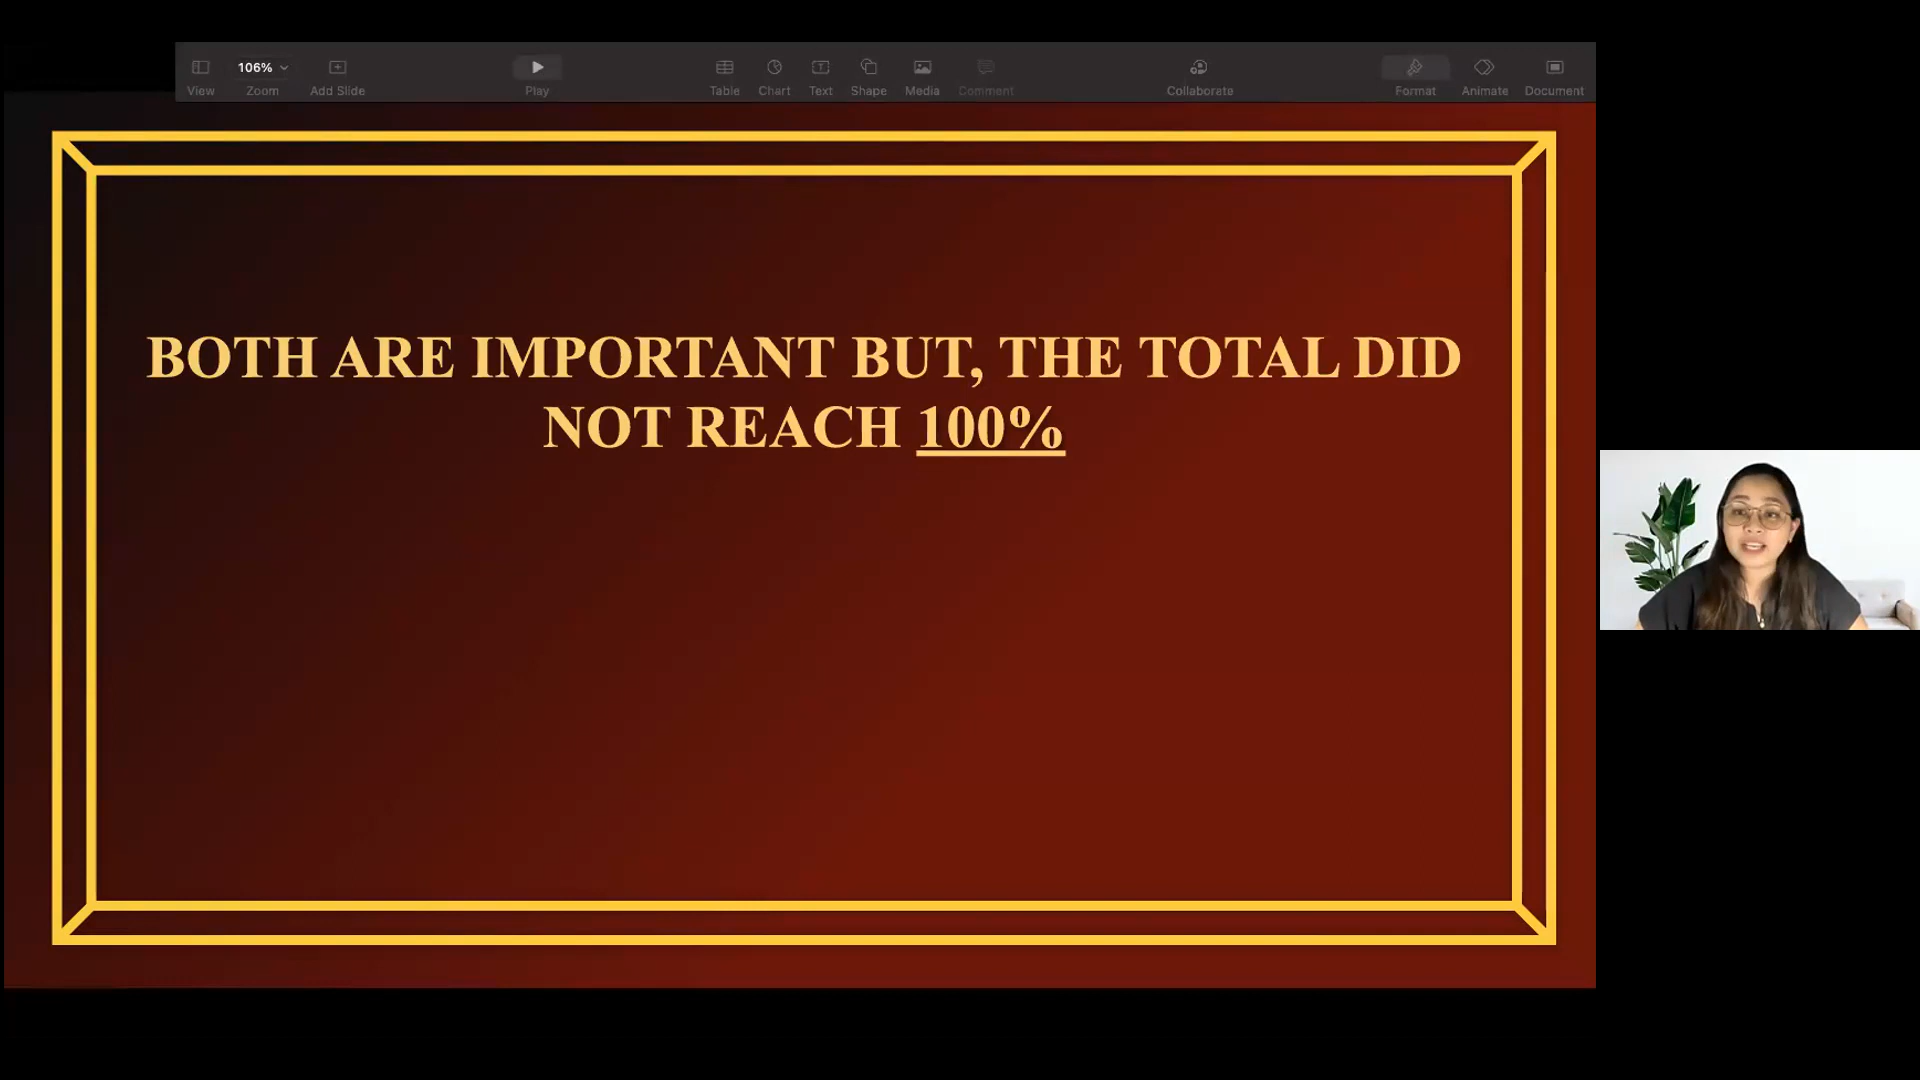 106%
View
Zoom
Add Slide
Play
Table
Chart
Text
Shape
Media
Comment
Collaborate
Format
Animate
Document
BOTH ARE IMPORTANT BUT, THE TOTAL DID
NOT REACH 100%